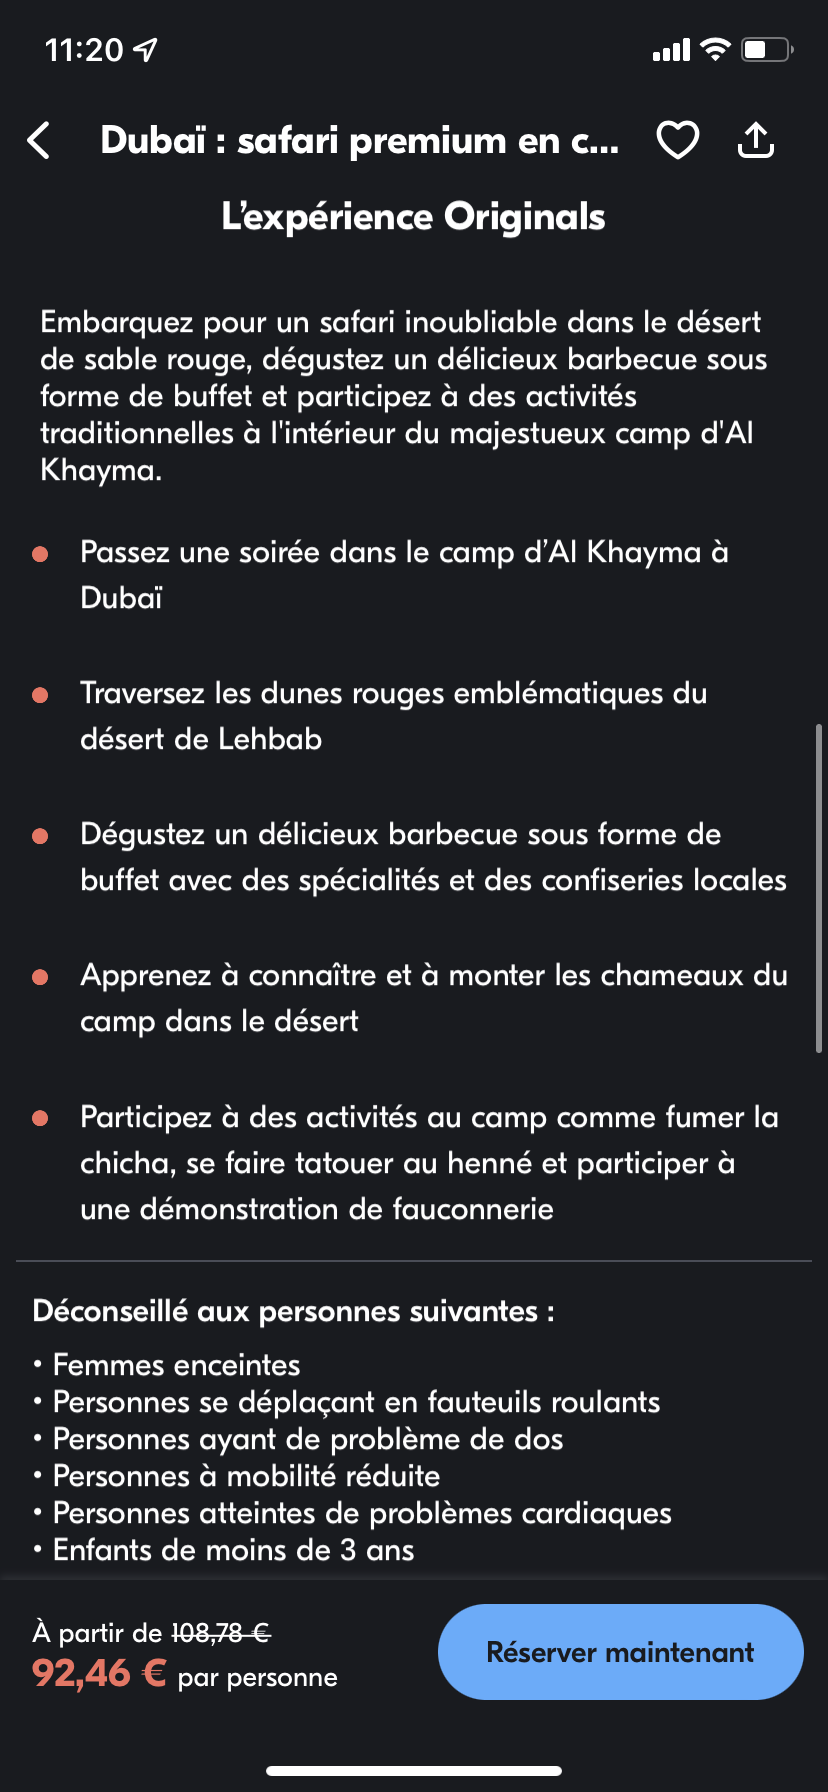 11:20
Dubaï : safari premium en c...
L’expérience Originals
Embarquez pour un safari inoubliable dans le désert
de sable rouge, dégustez un délicieux barbecue sous
forme de buffet et participez à des activités
traditionnelles à l'intérieur du majestueux camp d'Al
Khayma.
Passez une soirée dans le camp d’Al Khayma à
Dubaï
Traversez les dunes rouges emblématiques du
désert de Lehbab
Dégustez un délicieux barbecue sous forme de
buffet avec des spécialités et des confiseries locales
Apprenez à connaître et à monter les chameaux du
camp dans le désert
Participez à des activités au camp comme fumer la
chicha, se faire tatouer au henné et participer à
une démonstration de fauconnerie
Déconseillé aux personnes suivantes :
• Femmes enceintes
• Personnes se déplaçant en fauteuils roulants
• Personnes ayant de problème de dos
• Personnes à mobilité réduite
• Personnes atteintes de problèmes cardiaques
• Enfants de moins de 3 ans
À partir de 108,78 €
92,46 € par personne
Réserver maintenant